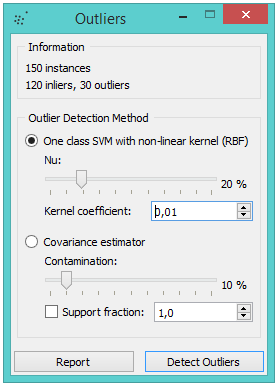 Outliers
Information
150 instances
120 inliers, 30 outliers
Outlier Detection Method
One class SVM with non-linear kernel (RBF)
Nu:
20 %
Kernel coefficient: 0,01
Covariance estimator
Contamination:
10 %
Support fraction: 1,0
Report Detect Outliers